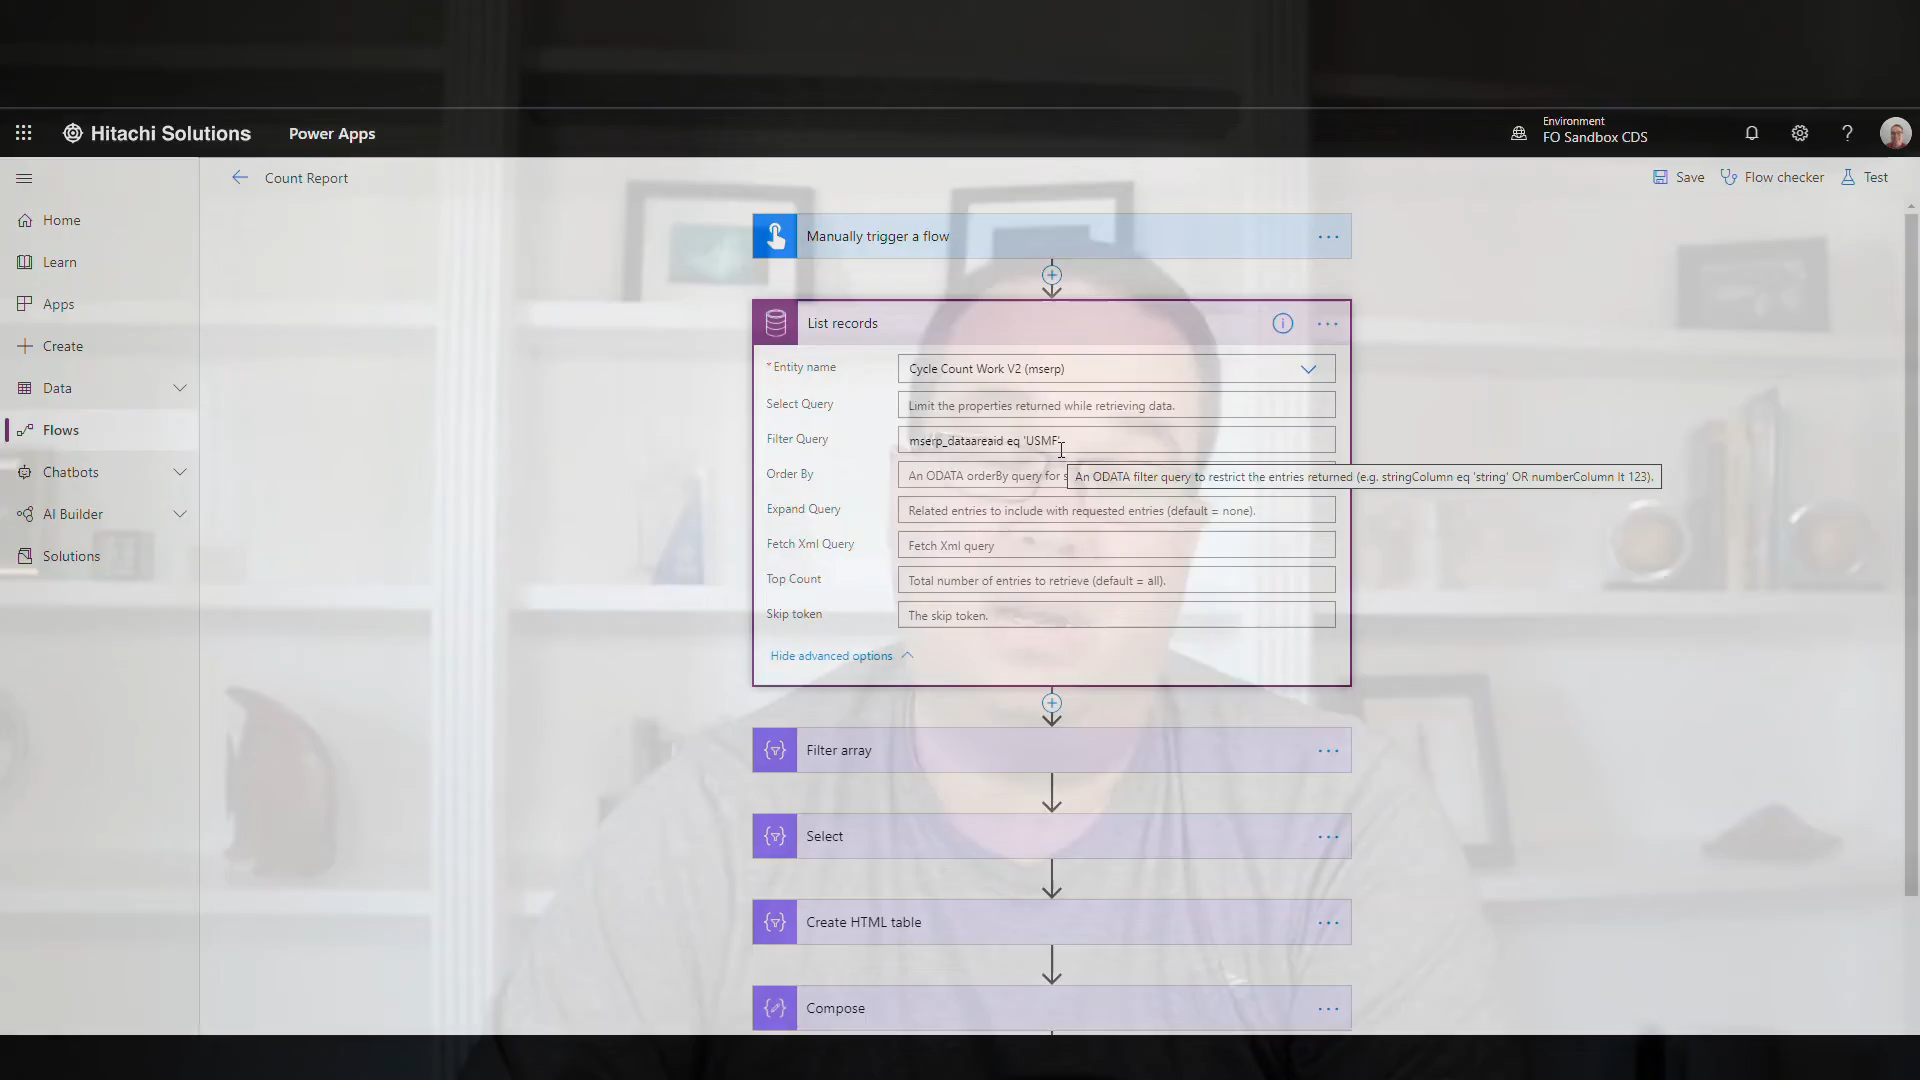 Hitachi Solutions
Power Apps
Environment
FO Sandbox CDS
?
Count Report
Save
Flow checker
Test
Home
Learn
Apps
Create
Data
Flows
Chatbots
AI Builder
Solutions
Manually trigger a flow
List records
* Entity name
Cycle Count Work V2 (mserp)
Select Query
Limit the properties returned while retrieving data.
Filter Query
mserp_dataareaid eq 'USMF'
Order By
An ODATA orderBy query for
An ODATA filter query to restrict the entries returned (e.g. stringColumn eq 'string' OR numberColumn lt 123).
Expand Query
Related entries to include with requested entries (default = none).
Fetch Xml Query
Fetch Xml query
Top Count
Total number of entries to retrieve (default = all).
Skip token
The skip token.
Hide advanced options
Filter array
Select
Create HTML table
Compose